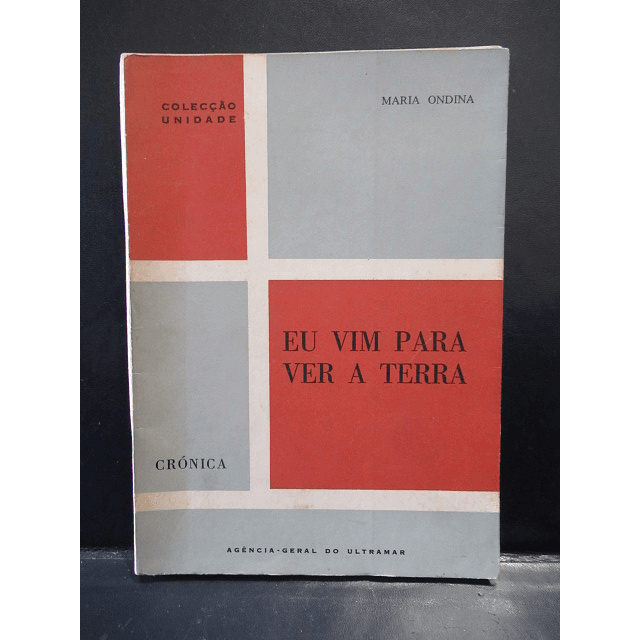 COLECÇÃO
UNIDADE
MARIA ONDINA
EU VIM PARA
VER A TERRA
CRÓNICA
AGÊNCIA-GERAL DO ULTRAMAR